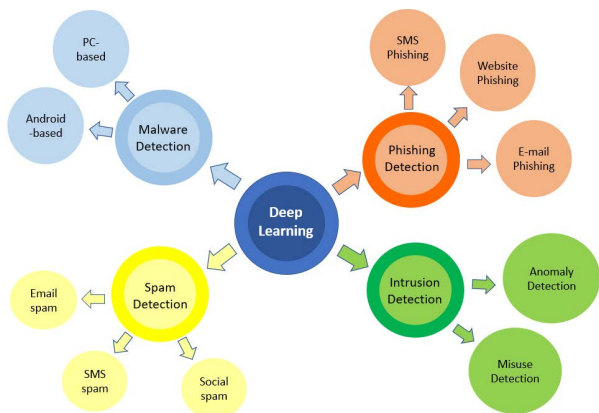 PC-
based
Android
-based
Malware
Detection
SMS
Phishing
Website
Phishing
E-mail
Phishing
Phishing
Detection
Deep
Learning
Spam
Detection
Email
spam
SMS
spam
Social
spam
Intrusion
Detection
Anomaly
Detection
Misuse
Detection